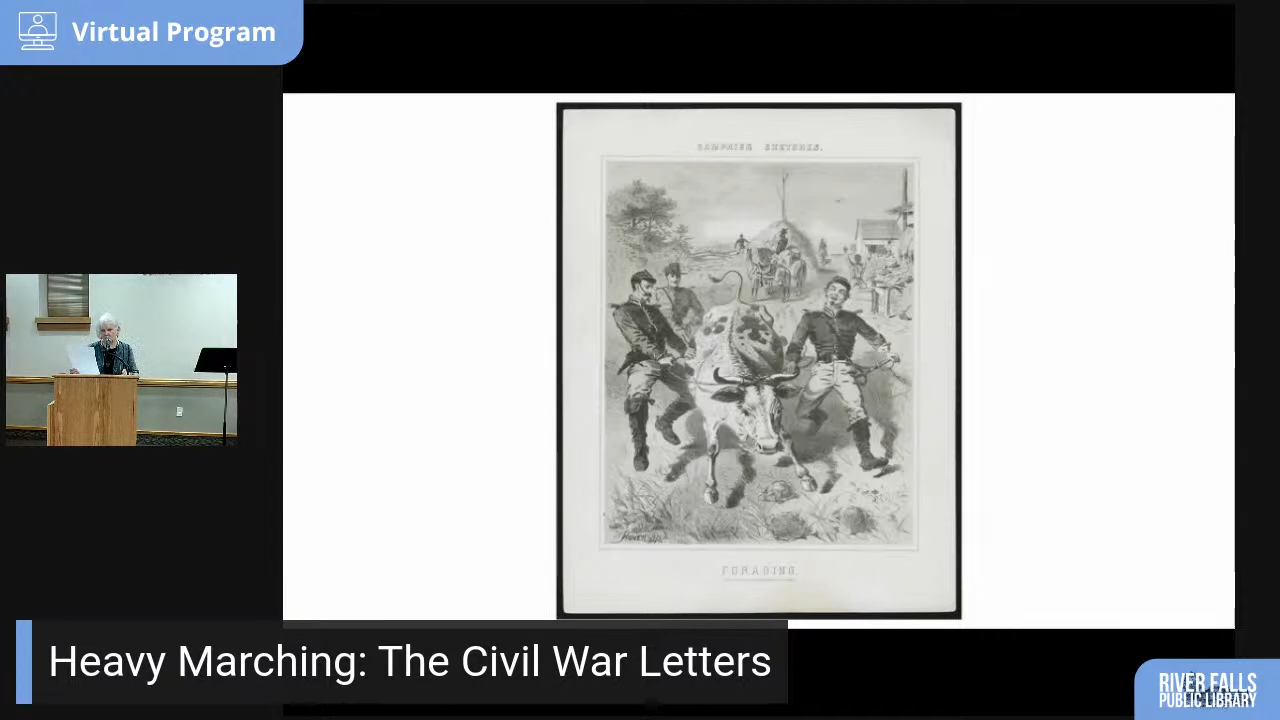 Virtual Program
CAMPAIGN SKETCHES.
FORAGING.
Heavy Marching: The Civil War Letters
RIVER FALLS
PUBLIC LIBRARY